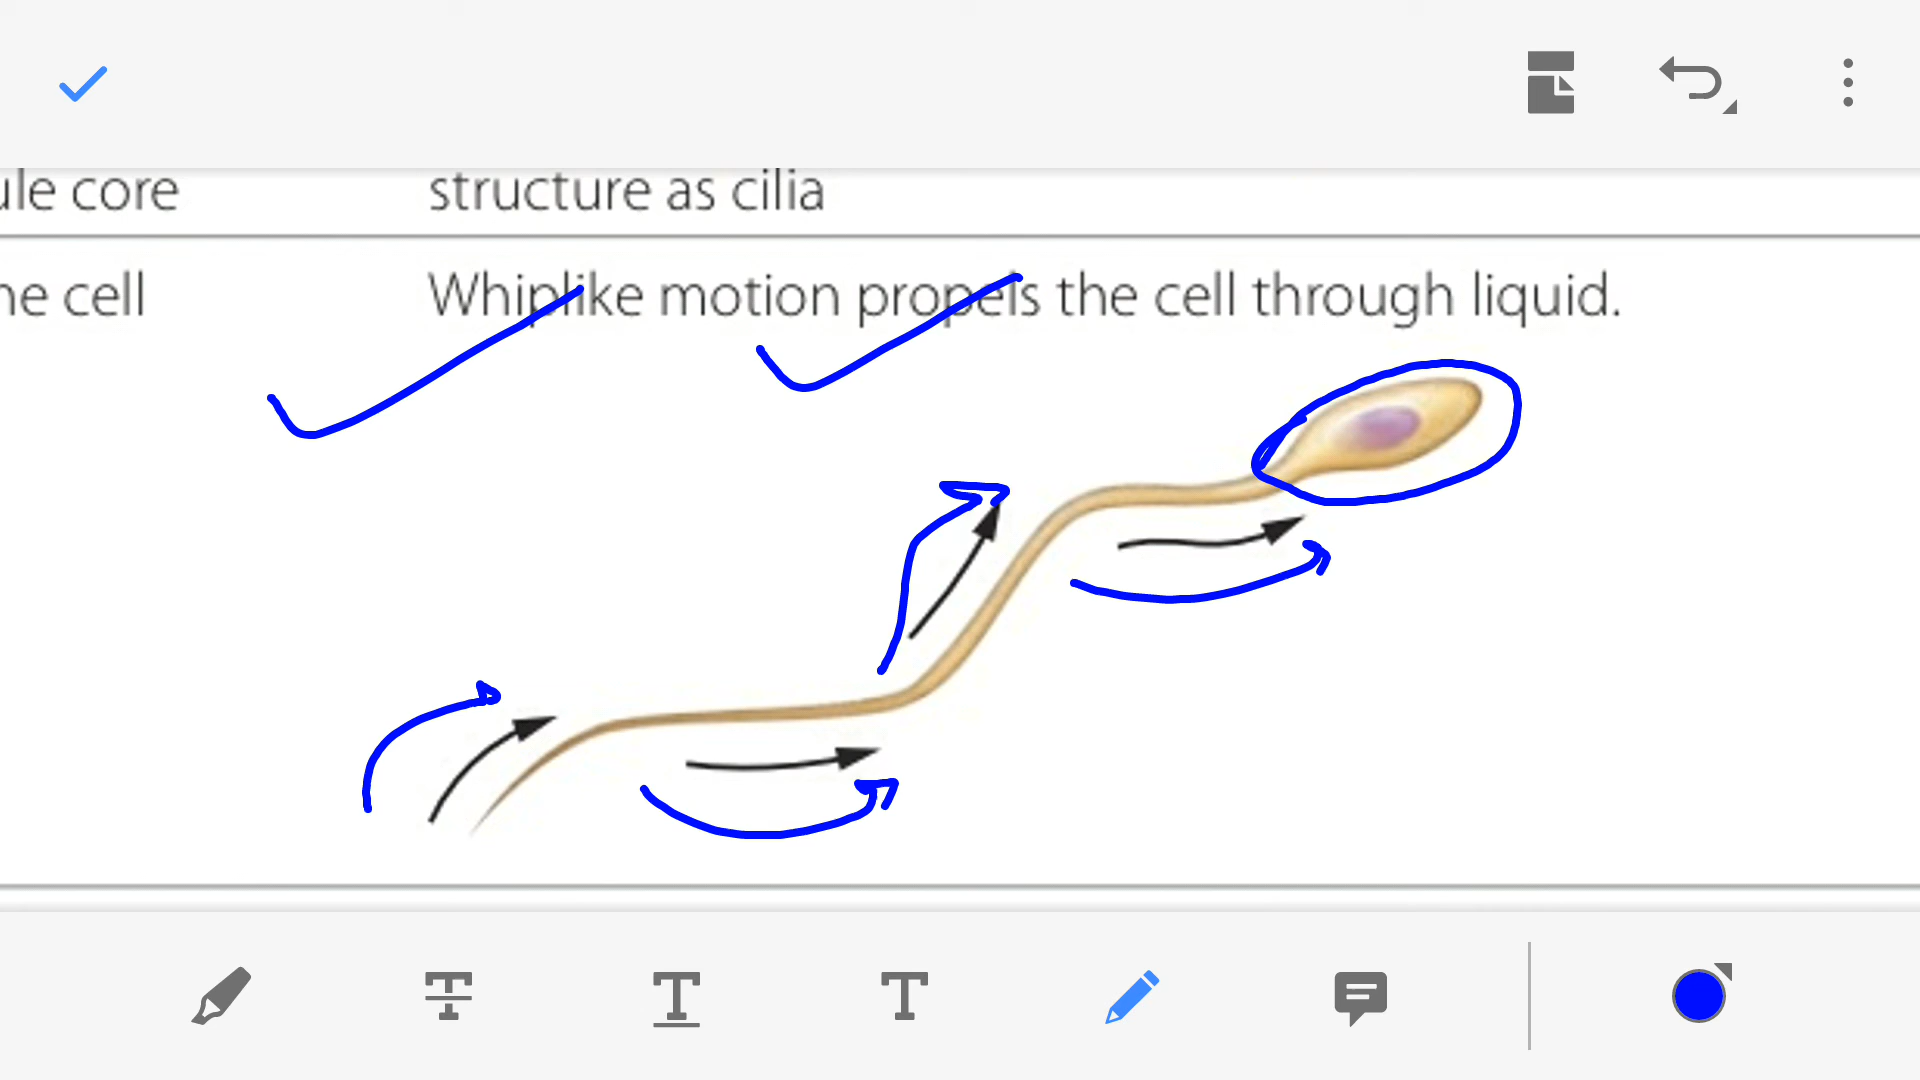 ule core structure as cilia
he cell Whiplike motion propels the cell through liquid.